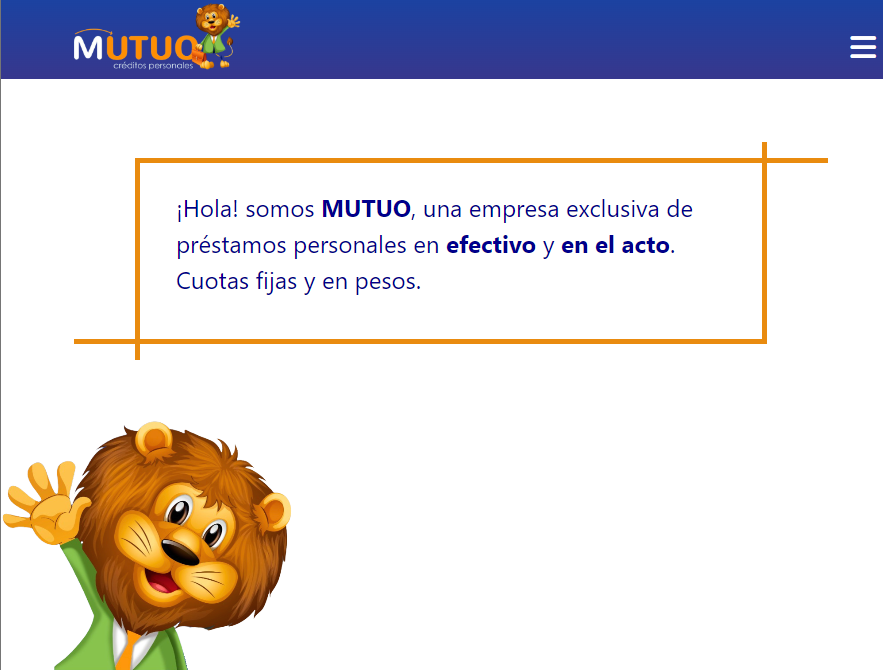 MUTUO
créditos personales
¡Hola! somos MUTUO, una empresa exclusiva de
préstamos personales en efectivo y en el acto.
Cuotas fijas y en pesos.